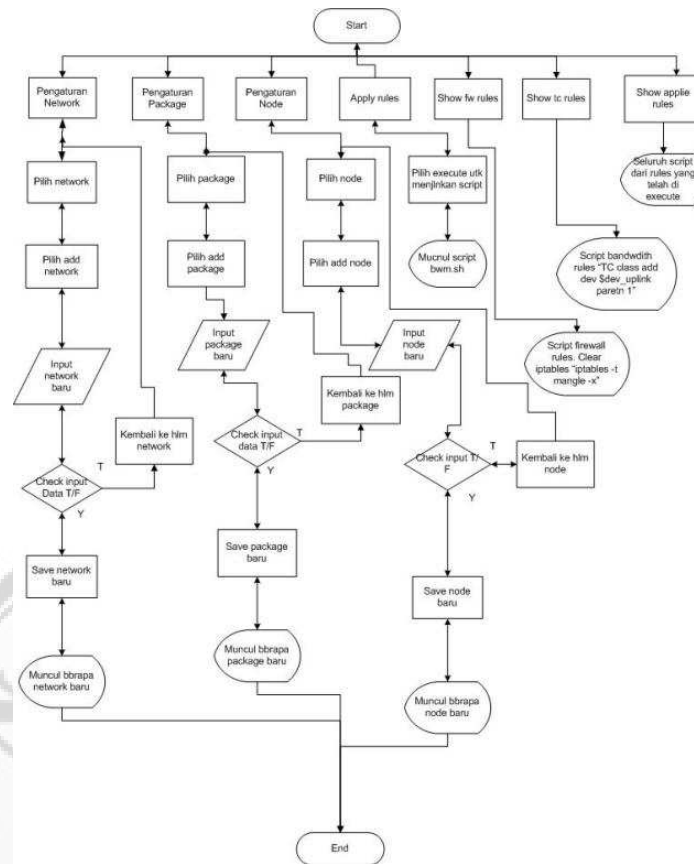 Start
Pengaturan
Network
Pengaturan
Package
Pengaturan
Node
Apply rules
Show fw rules
Show tc rules
Show applie
rules
Pilih network
Pilih package
Pilih node
Pilih execute utk
menjlnkan script
Seluruh script
dari rules yang
telah di
execute
Pilih add
network
Pilih add
package
Pilih add node
Mucnul script
bwm.sh
Script bandwdith
rules "TC class add
dev $dev_uplink
paretn 1"
Input
network
baru
Input
package
baru
Input
node baru
Script firewall
rules. Clear
iptables "iptables -t
mangle -x"
Kembali ke hlm
network
Kembali ke hlm
package
Check input
Data T/F
T
Y
Check input
data T/F
T
Y
Check input T/
F
T
Y
Kembali ke hlm
node
Save network
baru
Save package
baru
Save node
baru
Muncul bbrapa
network baru
Muncul bbrapa
package baru
Muncul bbrapa
node baru
End